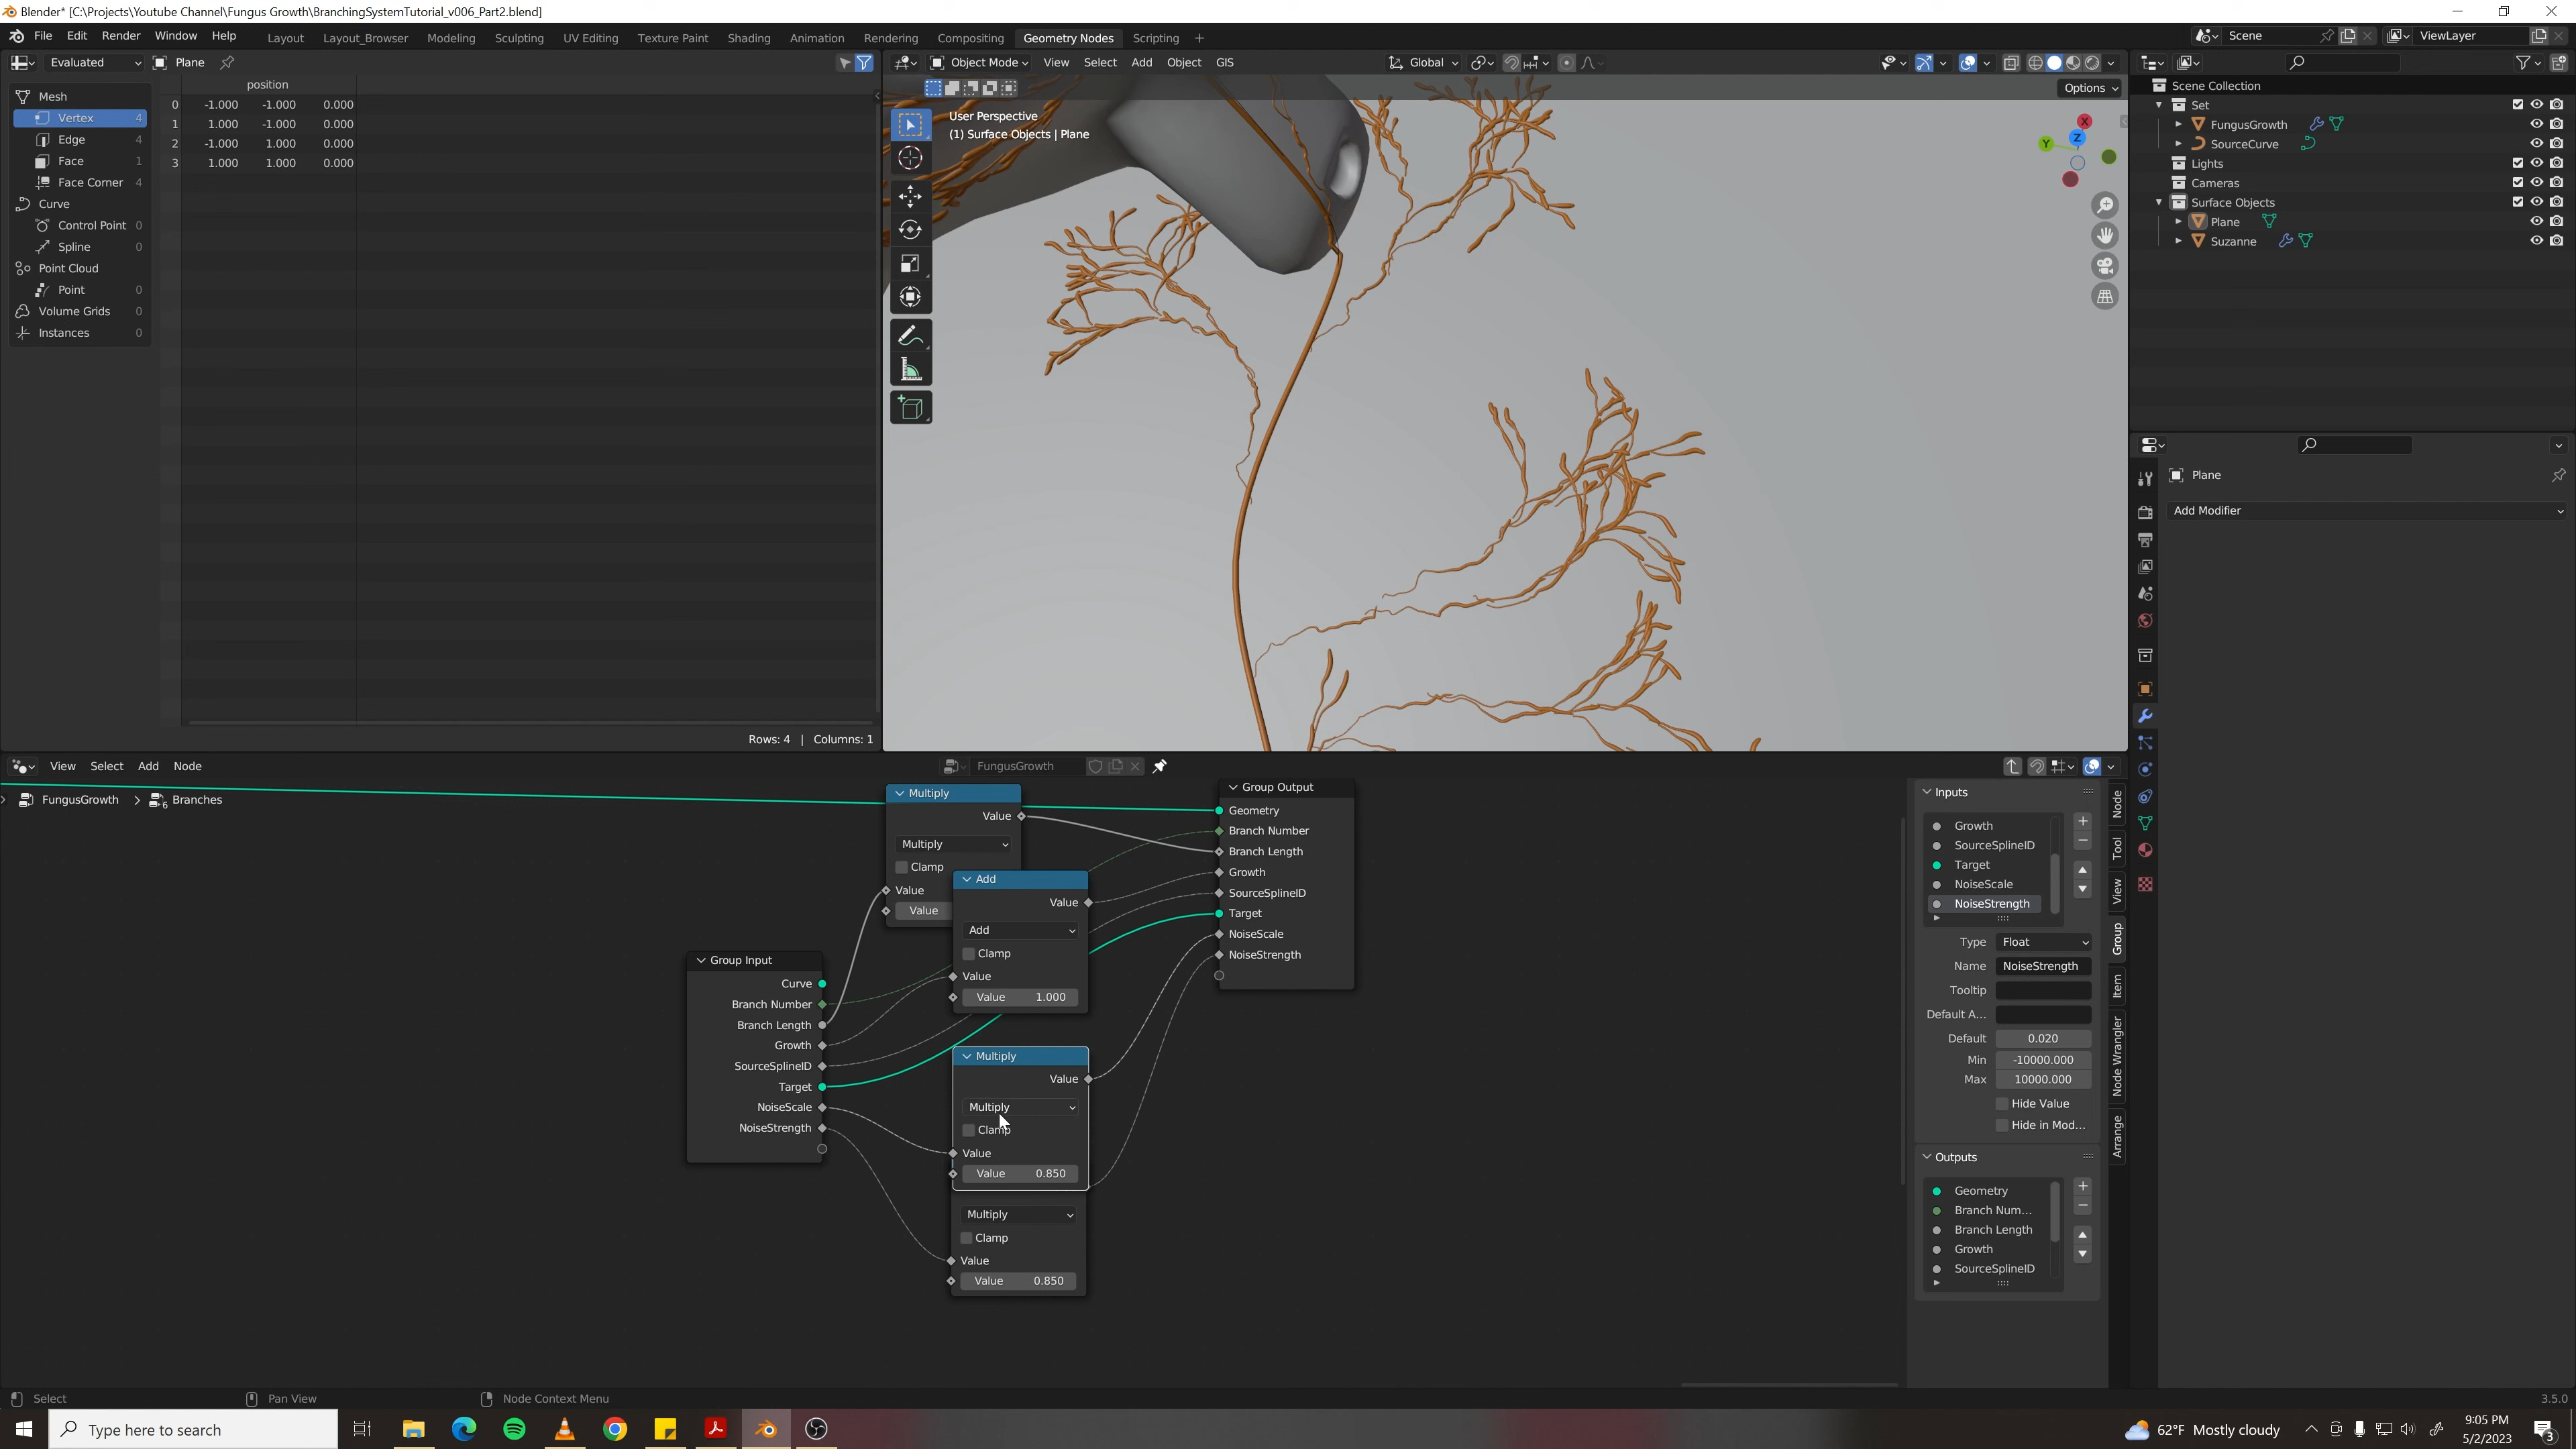 Blender* [C:\Projects\Youtube Channel\Fungus Growth\BranchingSystemTutorial_v006_Part2.blend]
File Edit Render Window Help Layout Layout_Browser Modeling Sculpting UV Editing Texture Paint Shading Animation Rendering Compositing Geometry Nodes Scripting + Scene ViewLayer
Evaluated Plane
Object Mode View Select Add Object GIS Global
Options
position
Mesh
Vertex 4
Edge 4
Face 1
Face Corner 4
Curve
Control Point 0
Spline 0
Point Cloud
Point 0
Volume Grids 0
Instances 0
0 -1.000 -1.000 0.000
1 1.000 -1.000 0.000
2 -1.000 1.000 0.000
3 1.000 1.000 0.000
Rows: 4 | Columns: 1
User Perspective
(1) Surface Objects | Plane
X
Y
Z
Scene Collection
Set
FungusGrowth
SourceCurve
Lights
Cameras
Surface Objects
Plane
Suzanne
Plane
Add Modifier
View Select Add Node FungusGrowth
FungusGrowth > Branches
6
Group Input
Curve
Branch Number
Branch Length
Growth
SourceSplineID
Target
NoiseScale
NoiseStrength
Multiply
Value
Multiply
Clamp
Value
Value
Add
Value
Add
Clamp
Value
Value 1.000
Multiply
Value
Multiply
Clamp
Value
Value 0.850
Multiply
Clamp
Value
Value 0.850
Group Output
Geometry
Branch Number
Branch Length
Growth
SourceSplineID
Target
NoiseScale
NoiseStrength
Inputs
Growth
SourceSplineID
Target
NoiseScale
NoiseStrength
Type Float
Name NoiseStrength
Tooltip
Default A...
Default 0.020
Min -10000.000
Max 10000.000
Hide Value
Hide in Mod...
Outputs
Geometry
Branch Num...
Branch Length
Growth
SourceSplineID
Node
Tool
View
Group
Item
Node Wrangler
Arrange
Select Pan View Node Context Menu 3.5.0
Type here to search
62°F Mostly cloudy
9:05 PM
5/2/2023
3